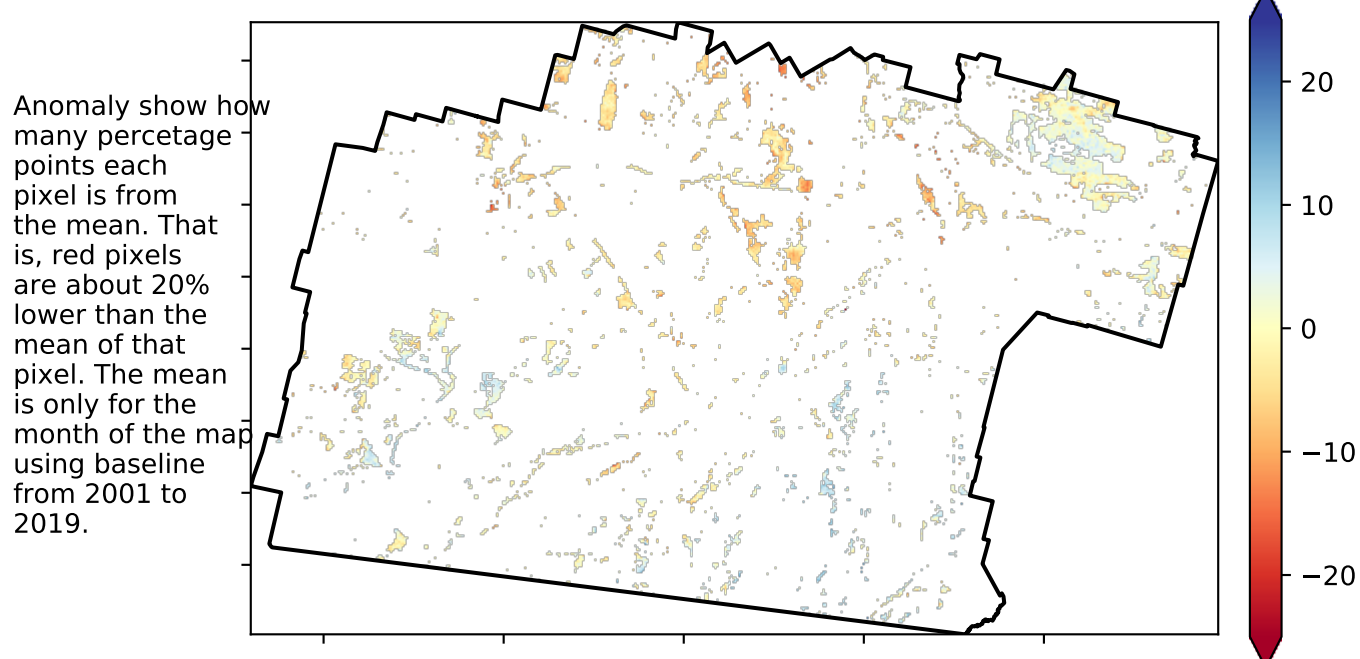 Anomaly show how
many percetage
points each
pixel is from
the mean. That
is, red pixels
are about 20%
lower than the
mean of that
pixel. The mean
is only for the
month of the map
using baseline
from 2001 to
2019.
20
10
0
−10
−20